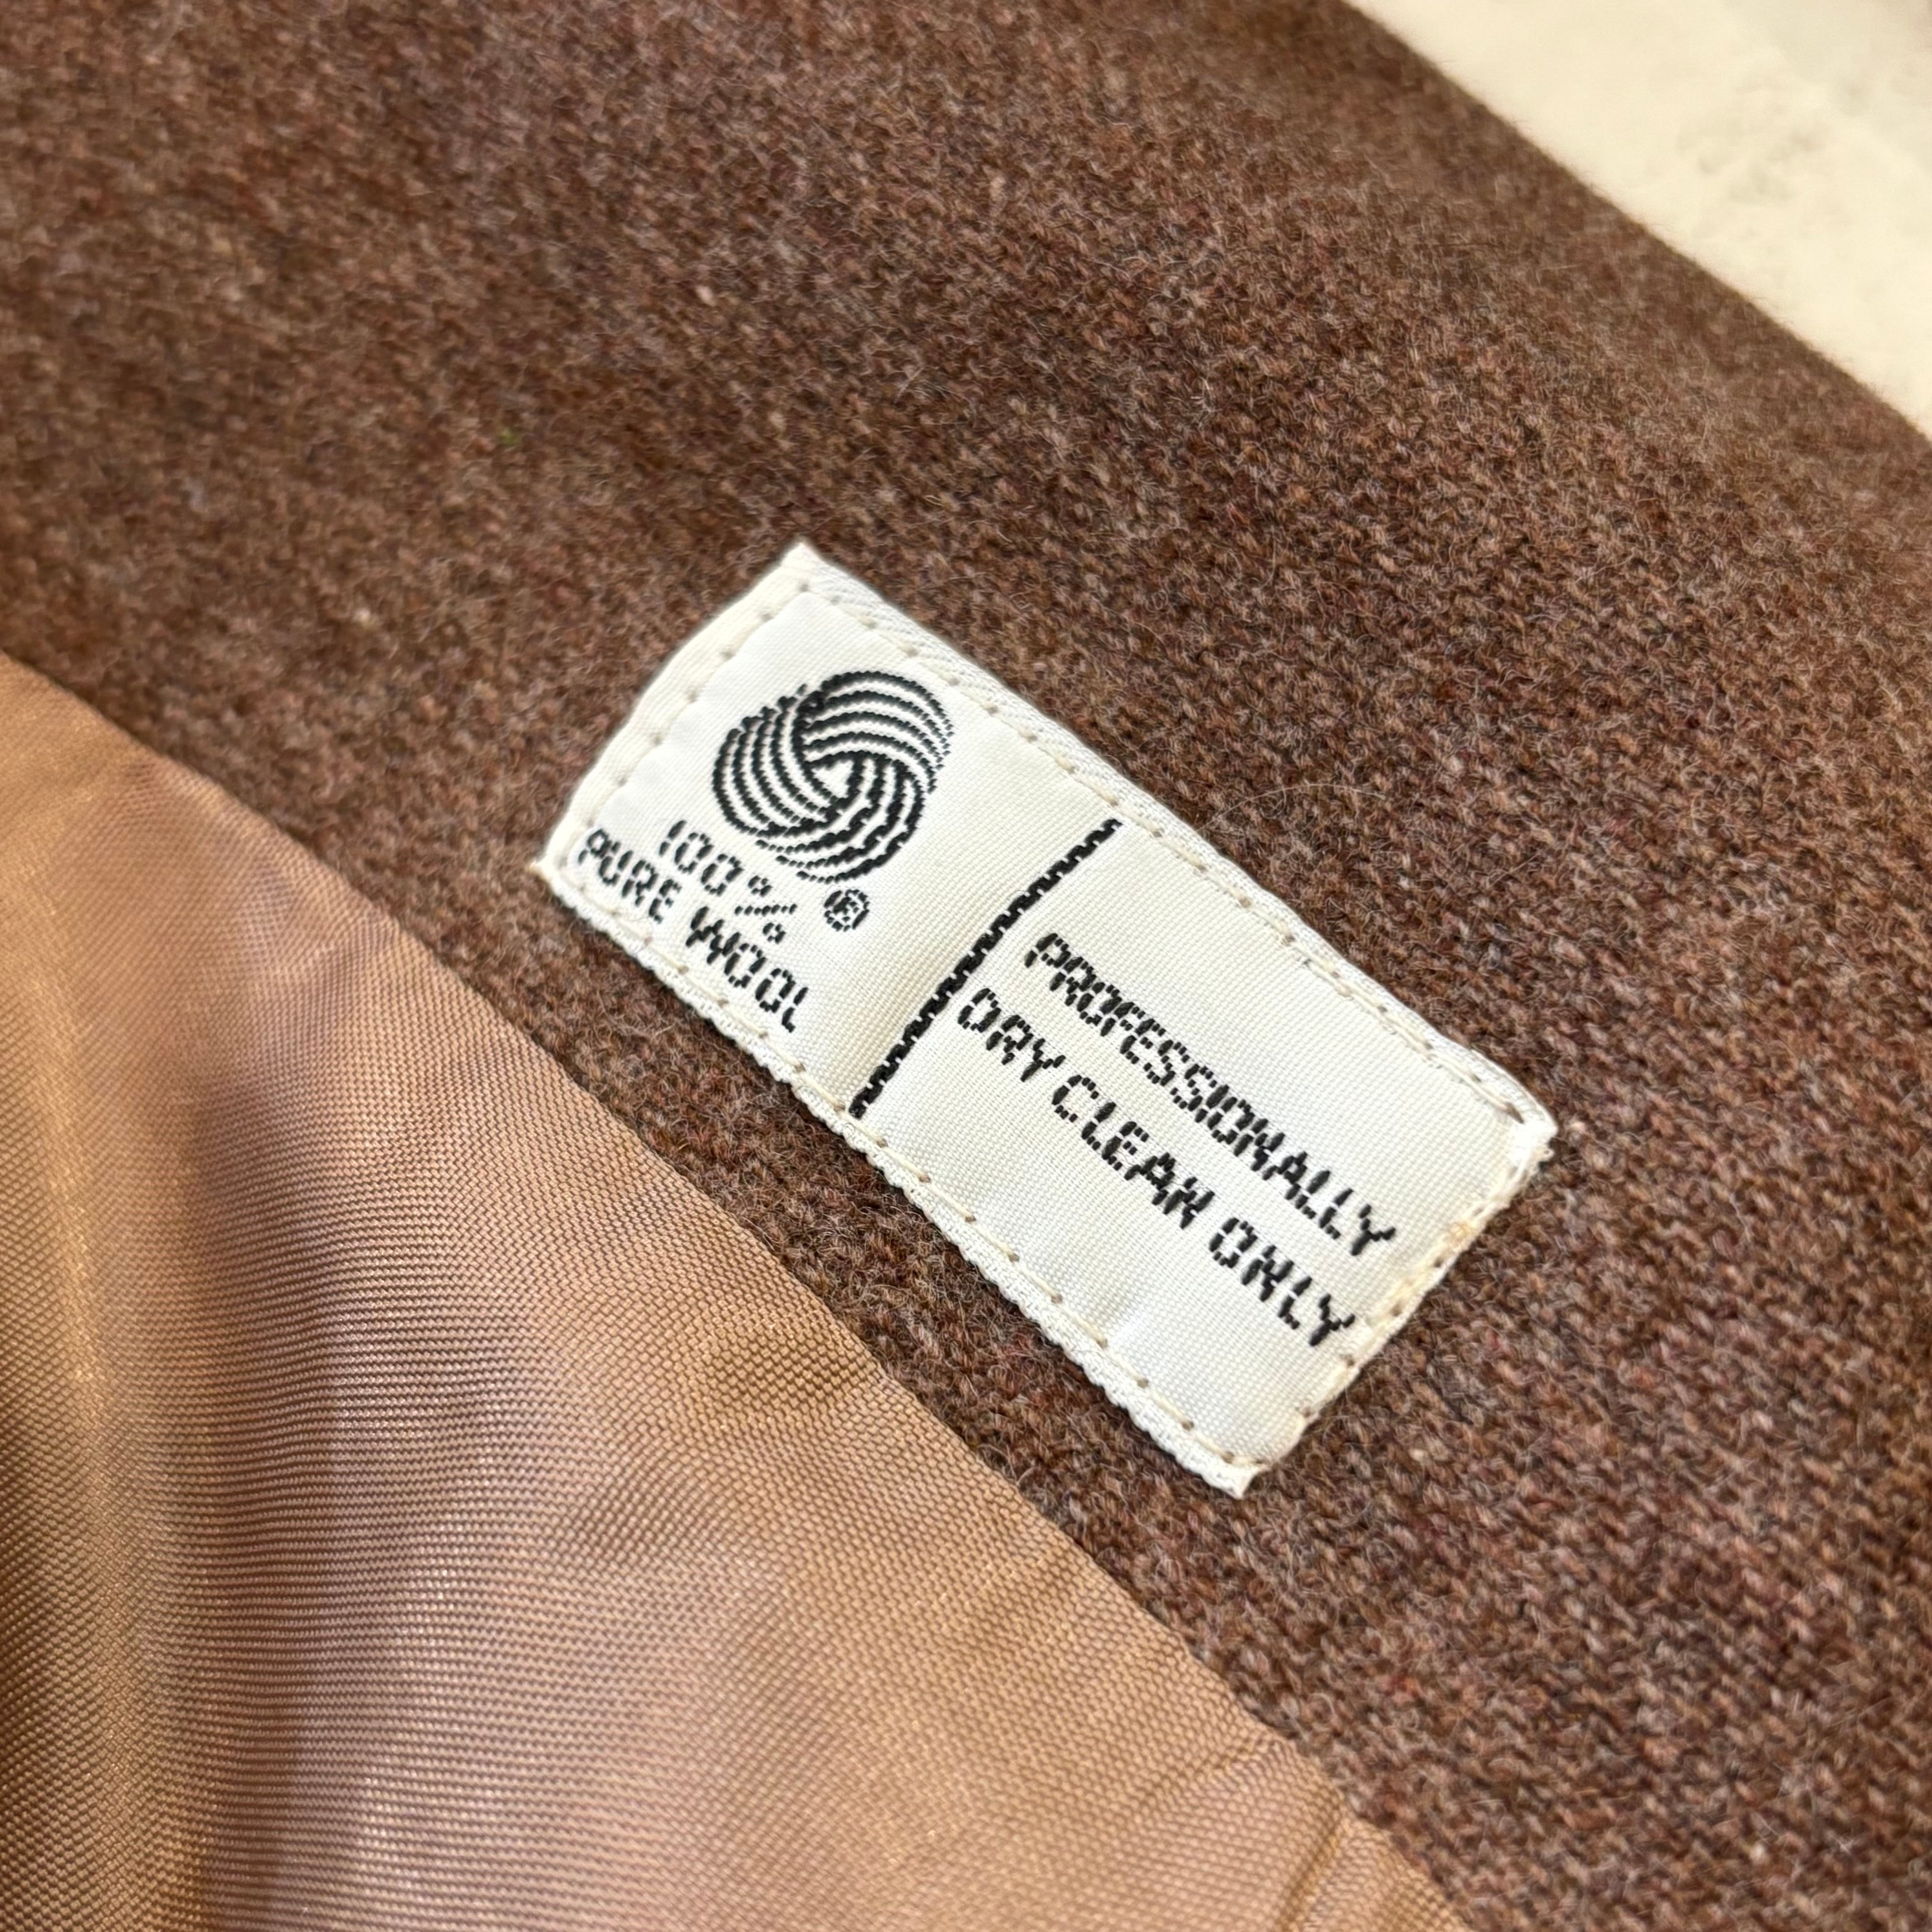 ®
100%
PURE WOOL
PROFESSIONALLY
DRY CLEAN ONLY